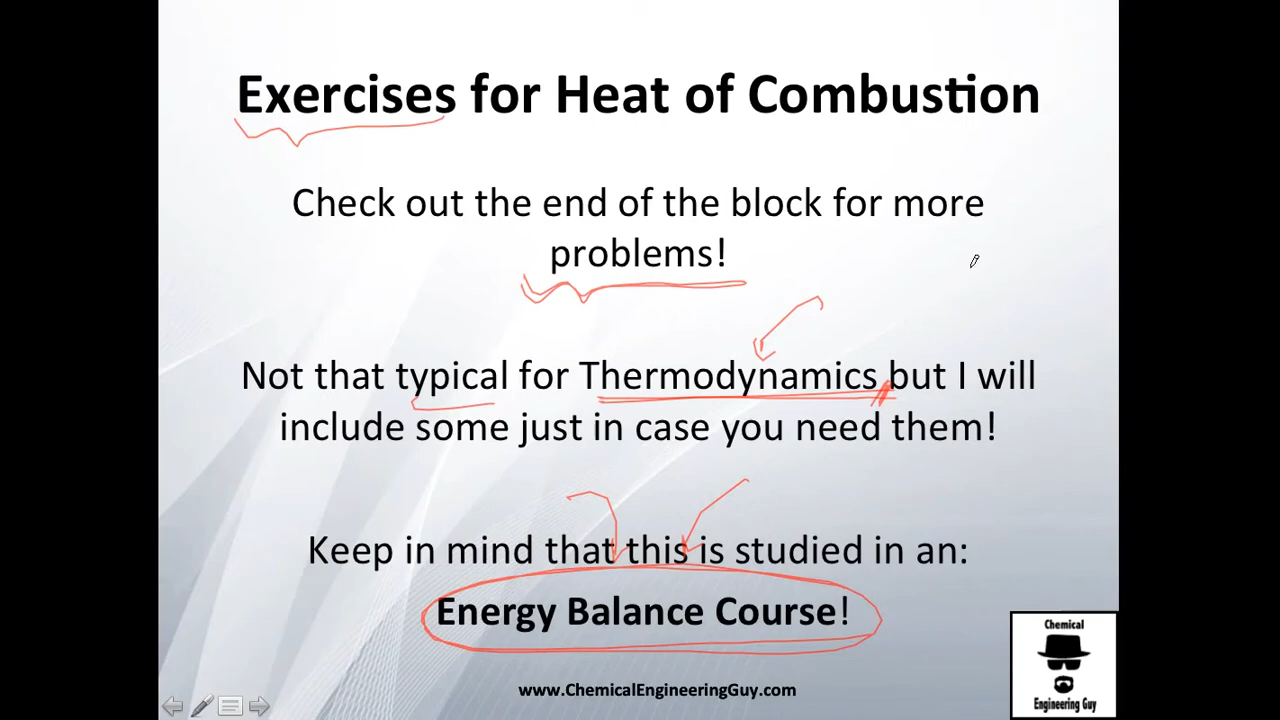 Exercises for Heat of Combustion
Check out the end of the block for more
problems!
Not that typical for Thermodynamics but I will
include some just in case you need them!
Keep in mind that this is studied in an:
Energy Balance Course!
www.ChemicalEngineeringGuy.com
Chemical
Engineering Guy